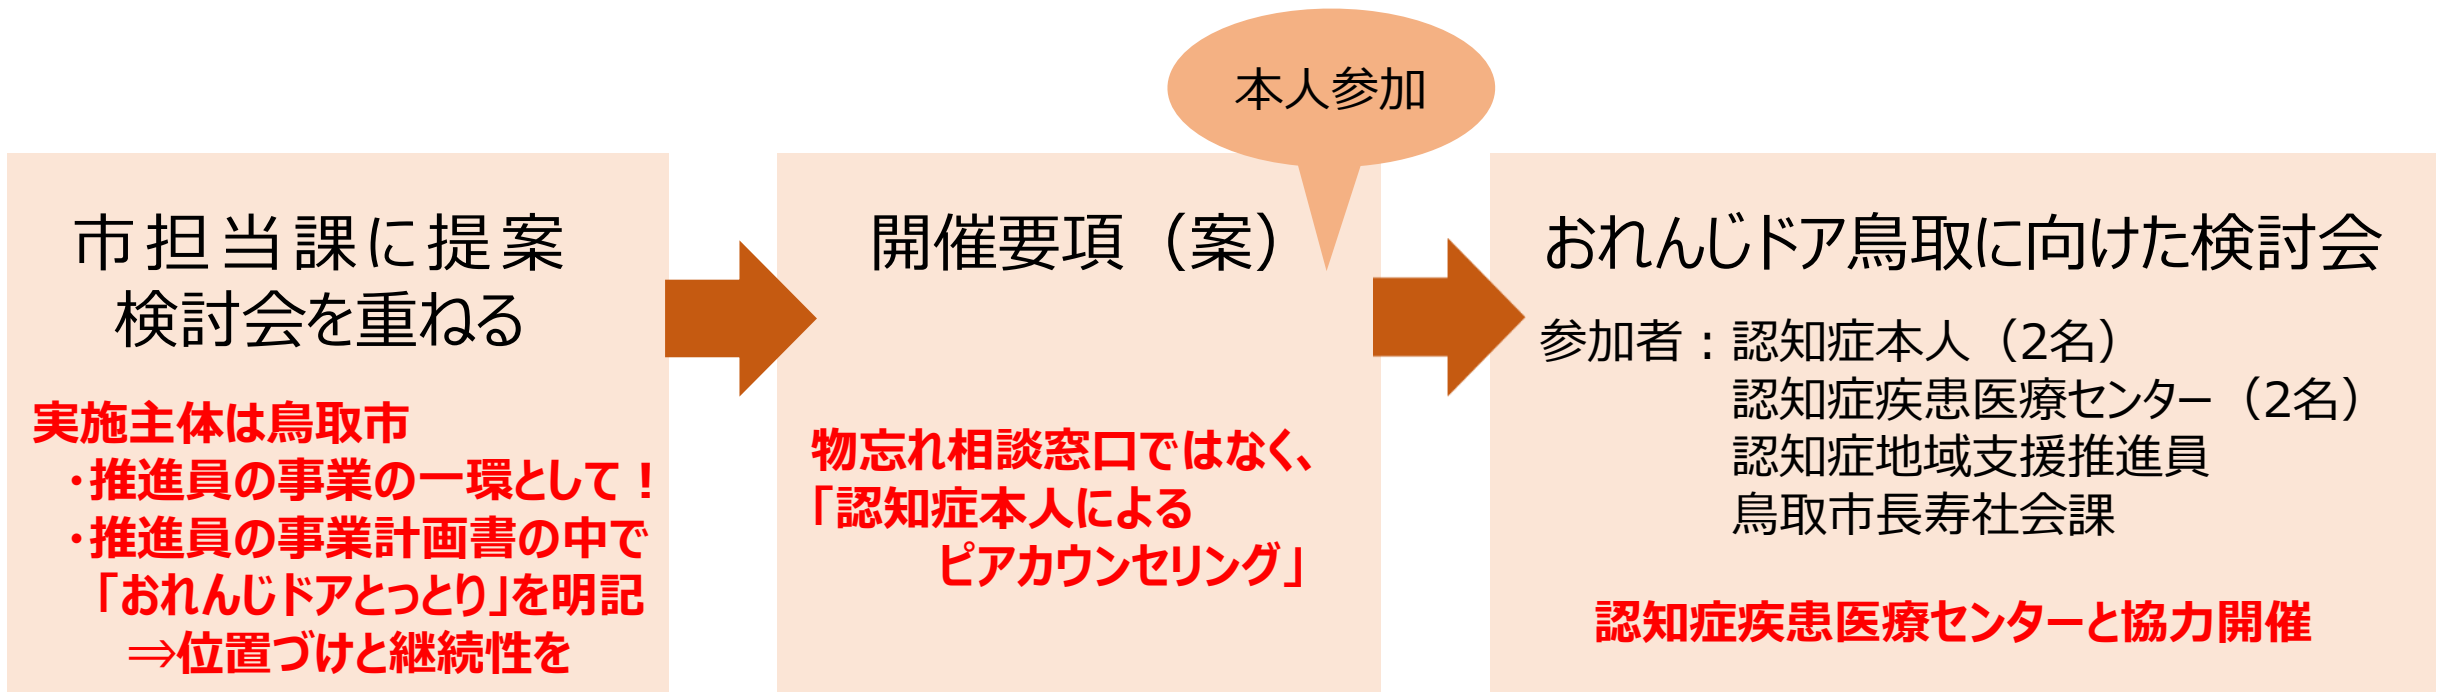 市担当課に提案
検討会を重ねる
実施主体は鳥取市
・推進員の事業の一環として！
・推進員の事業計画書の中で
「おれんじドアとっとり」を明記
⇒位置づけと継続性を
本人参加
開催要項（案）
物忘れ相談窓口ではなく、
「認知症本人による
ピアカウンセリング」
おれんじドア鳥取に向けた検討会
参加者：認知症本人（2名）
認知症疾患医療センター（2名）
認知症地域支援推進員
鳥取市長寿社会課
認知症疾患医療センターと協力開催